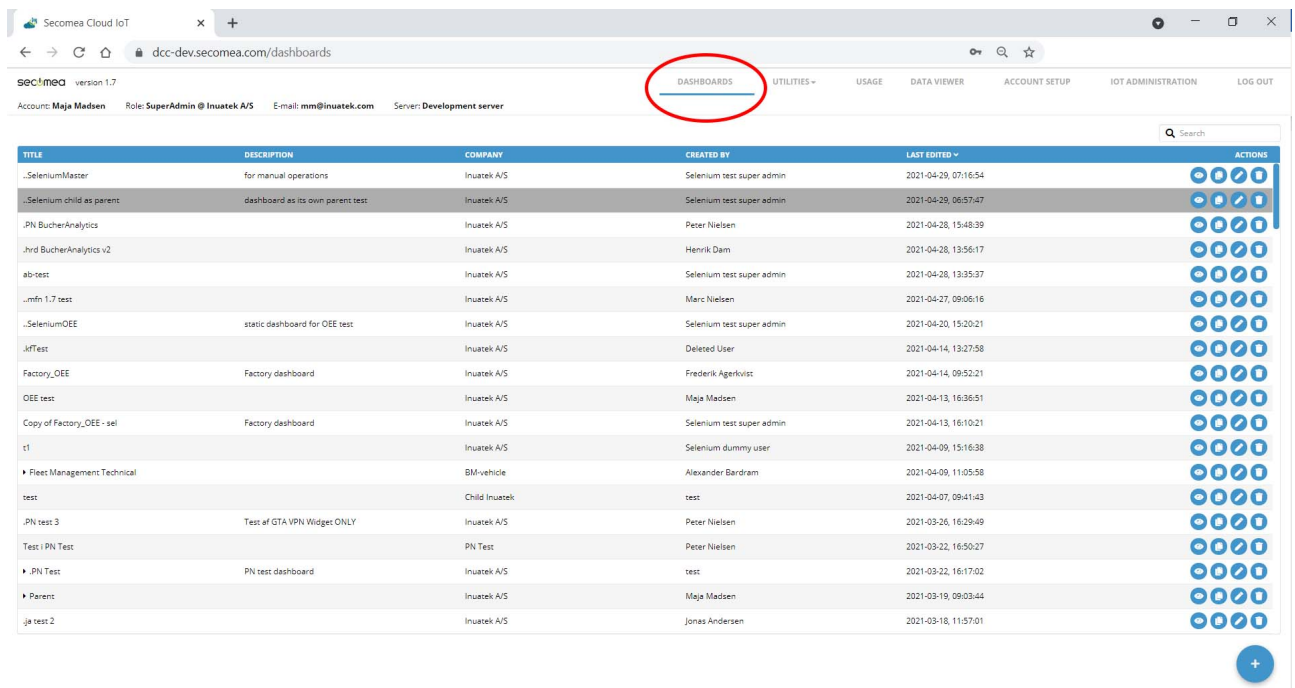 Secomea Cloud IoT
dcc-dev.secomea.com/dashboards
secomea version 1.7 DASHBOARDS UTILITIES USAGE DATA VIEWER ACCOUNT SETUP IOT ADMINISTRATION LOG OUT
Account: Maja Madsen Role: SuperAdmin @ Inuatek A/S E-mail: mm@inuatek.com Server: Development server
Search
TITLE DESCRIPTION COMPANY CREATED BY LAST EDITED ACTIONS
..SeleniumMaster for manual operations Inuatek A/S Selenium test super admin 2021-04-29, 07:16:54
..Selenium child as parent dashboard as its own parent test Inuatek A/S Selenium test super admin 2021-04-29, 06:57:47
.PN BucherAnalytics Inuatek A/S Peter Nielsen 2021-04-28, 15:48:39
.hrd BucherAnalytics v2 Inuatek A/S Henrik Dam 2021-04-28, 13:56:17
ab-test Inuatek A/S Selenium test super admin 2021-04-28, 13:35:37
..mfn 1.7 test Inuatek A/S Marc Nielsen 2021-04-27, 09:06:16
..SeleniumOEE static dashboard for OEE test Inuatek A/S Selenium test super admin 2021-04-20, 15:20:21
.kfTest Inuatek A/S Deleted User 2021-04-14, 13:27:58
Factory_OEE Factory dashboard Inuatek A/S Frederik Agerkvist 2021-04-14, 09:52:21
OEE test Inuatek A/S Maja Madsen 2021-04-13, 16:36:51
Copy of Factory_OEE - sel Factory dashboard Inuatek A/S Selenium test super admin 2021-04-13, 16:10:21
t1 Inuatek A/S Selenium dummy user 2021-04-09, 15:16:38
Fleet Management Technical BM-vehicle Alexander Bardram 2021-04-09, 11:05:58
test Child Inuatek test 2021-04-07, 09:41:43
.PN test 3 Test af GTA VPN Widget ONLY Inuatek A/S Peter Nielsen 2021-03-26, 16:29:49
Test i PN Test PN Test Peter Nielsen 2021-03-22, 16:50:27
.PN Test PN test dashboard Inuatek A/S test 2021-03-22, 16:17:02
Parent Inuatek A/S Maja Madsen 2021-03-19, 09:03:44
.ja test 2 Inuatek A/S Jonas Andersen 2021-03-18, 11:57:01